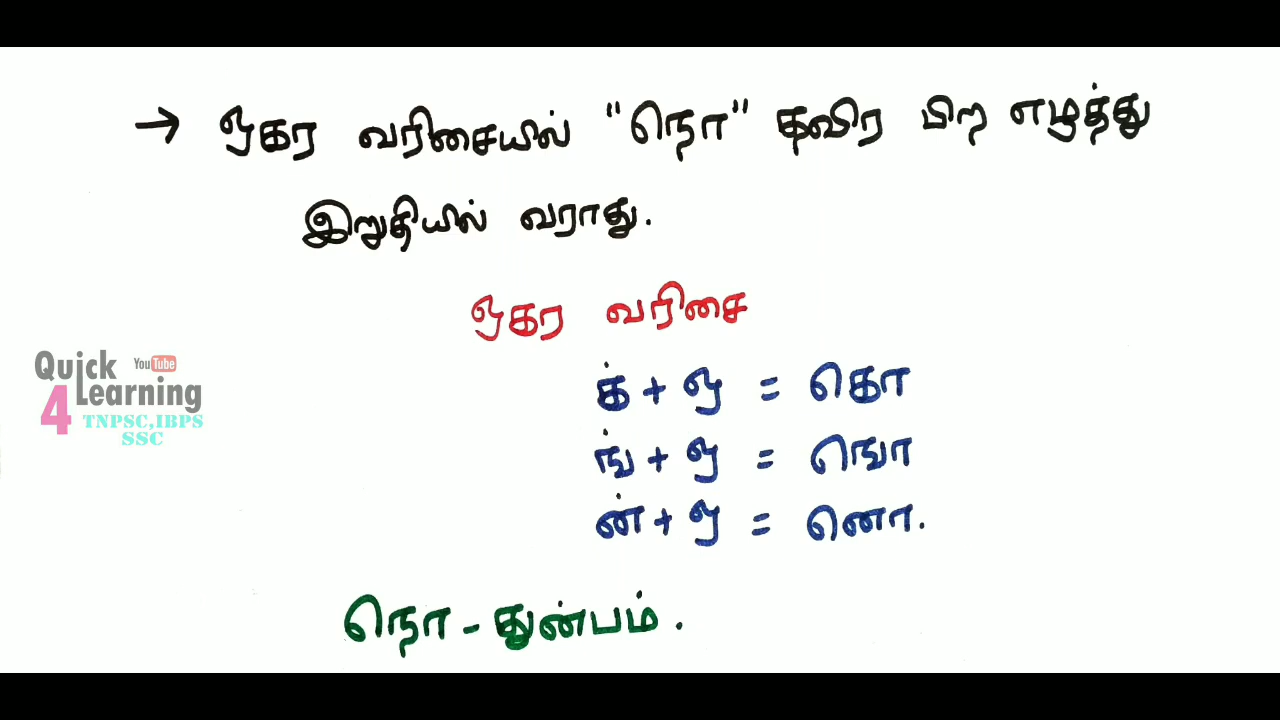 → ஒகர வரிசையில் "நொ" தவிர பிற எழுத்து
இறுதியில் வராது.
ஒகர வரிசை
க் + ஒ = கொ
ங் + ஒ = ஙொ
ன் + ஒ = னொ.
நொ - துன்பம்.
Quick YouTube
4 Learning
TNPSC,IBPS
SSC